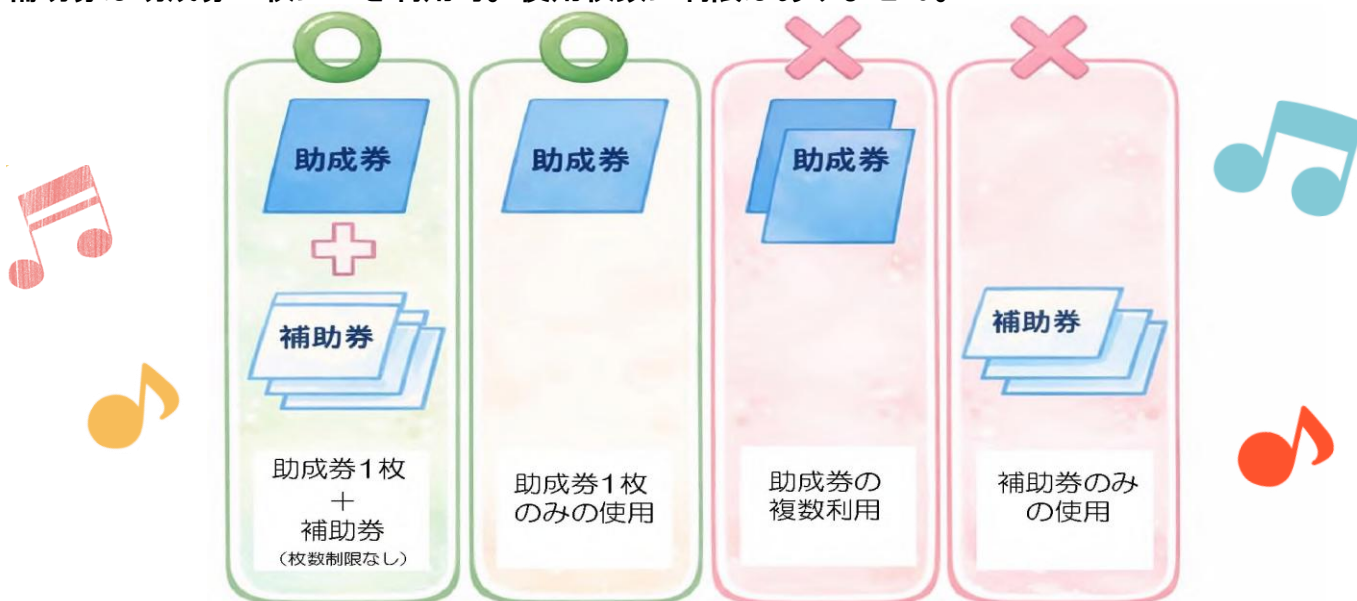 助成券
補助券
助成券1枚
+
補助券
(枚数制限なし)
助成券
助成券1枚
のみの使用
助成券
助成券の
複数利用
補助券
補助券のみ
の使用